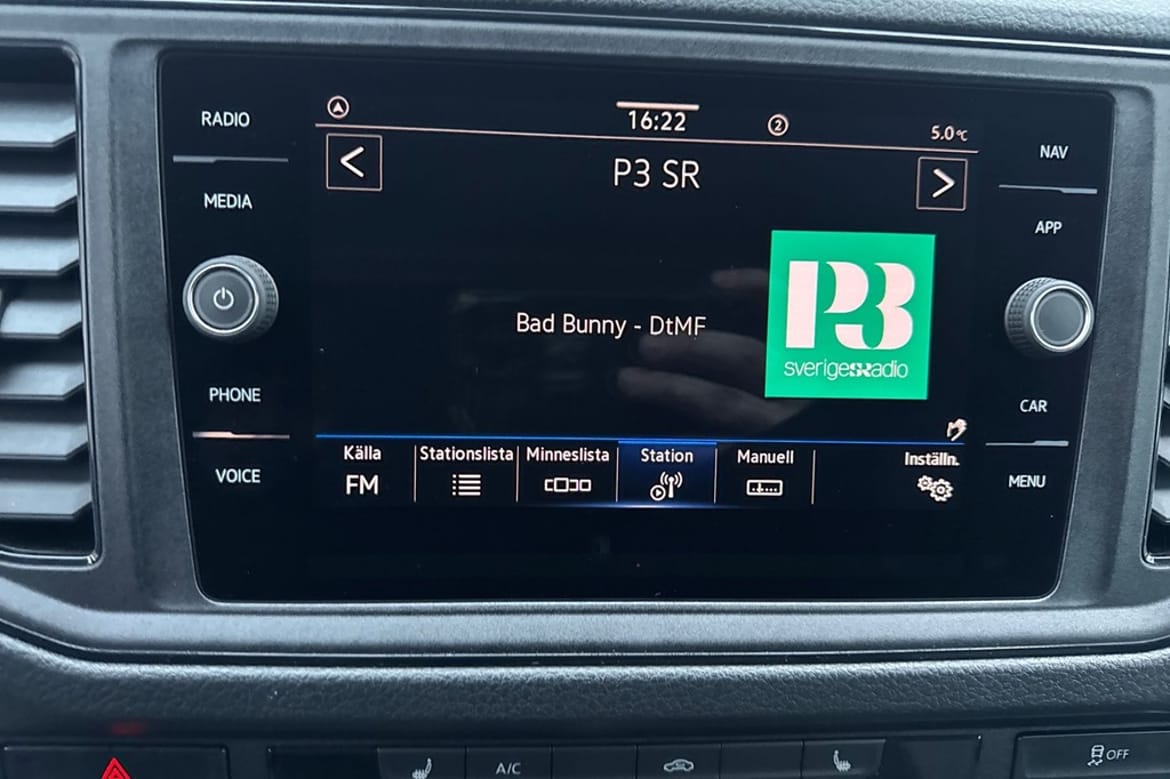 RADIO
MEDIA
PHONE
VOICE
16:22
2
5.0°C
<
P3 SR
>
Bad Bunny - DtMF
P3
sverigesradio
Källa
FM
Stationslista
Minneslista
Station
Manuell
Inställn.
NAV
APP
CAR
MENU
A/C
OFF